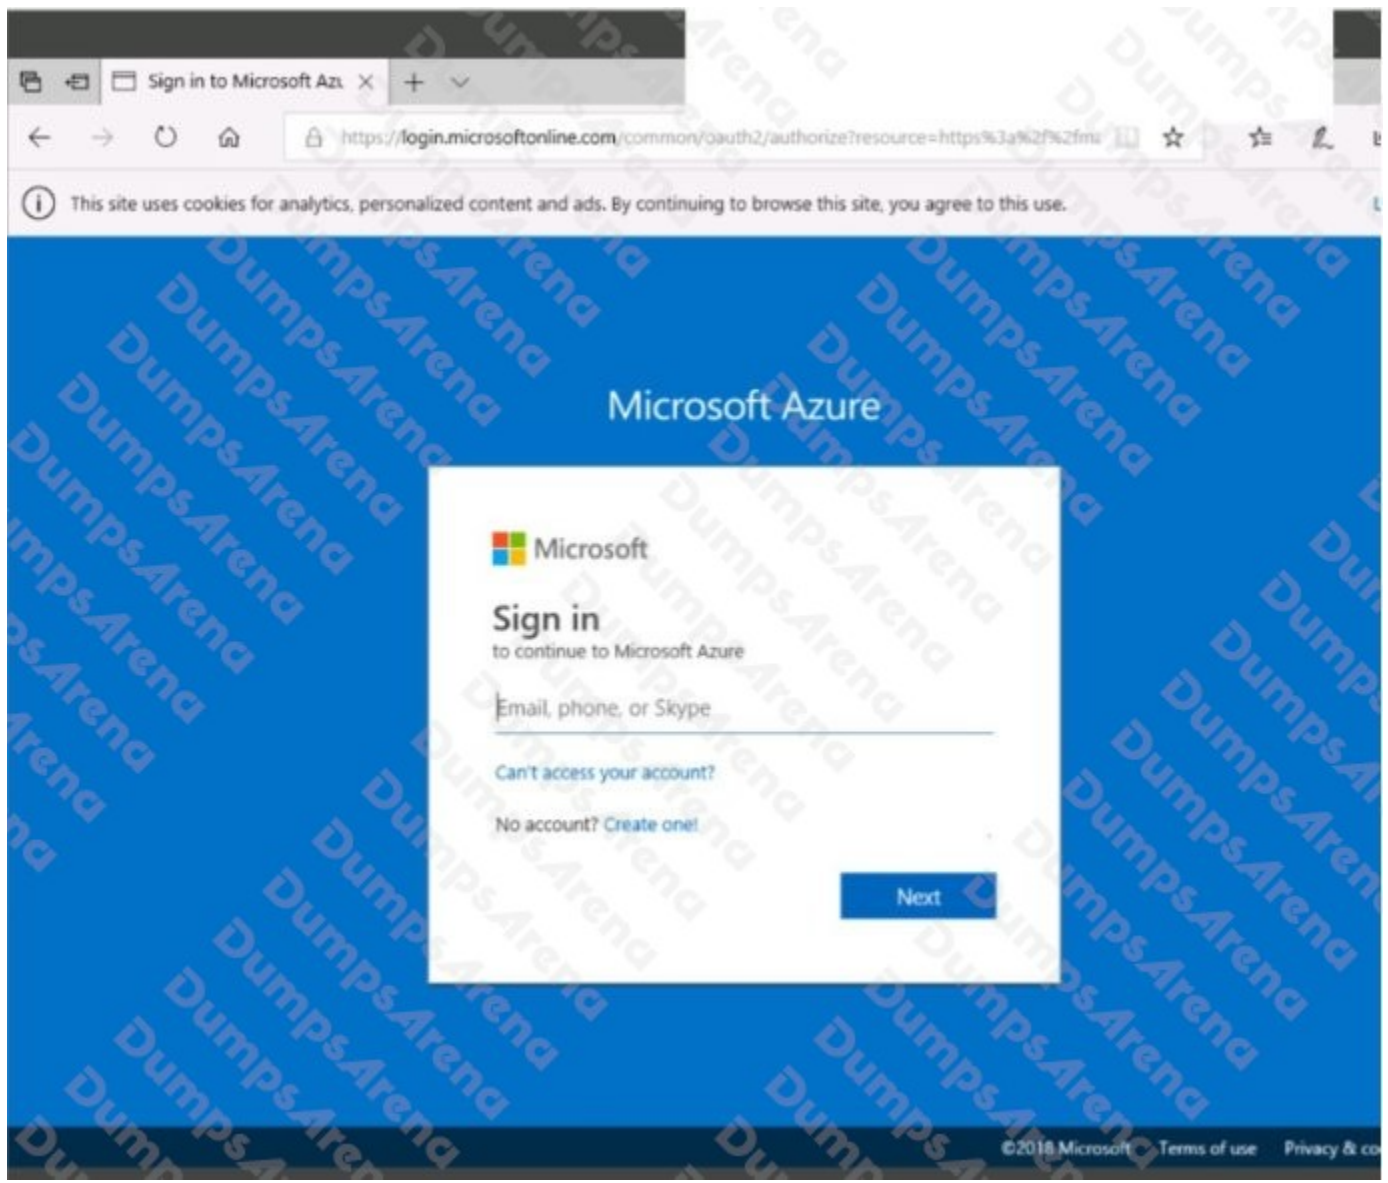 Sign in to Microsoft Azu
https://login.microsoftonline.com/common/oauth2/authorize?resource=https%3a%2f%2fma
This site uses cookies for analytics, personalized content and ads. By continuing to browse this site, you agree to this use.
Microsoft Azure
Microsoft
Sign in
to continue to Microsoft Azure
Email, phone, or Skype
Can't access your account?
No account? Create one!
Next
©2018 Microsoft Terms of use Privacy & co
DumpsArena